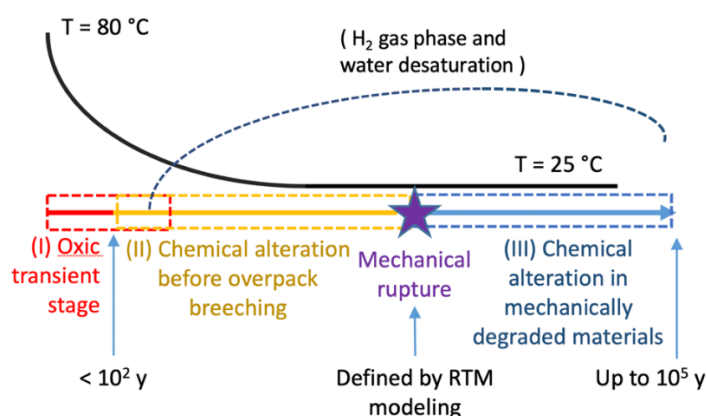 T = 80 °C
( H₂ gas phase and
water desaturation )
T = 25 °C
(I) Oxic
transient
stage
(II) Chemical alteration
before overpack
breeching
Mechanical
rupture
(III) Chemical
alteration in
mechanically
degraded materials
< 10² y
Defined by RTM
modeling
Up to 10⁵ y